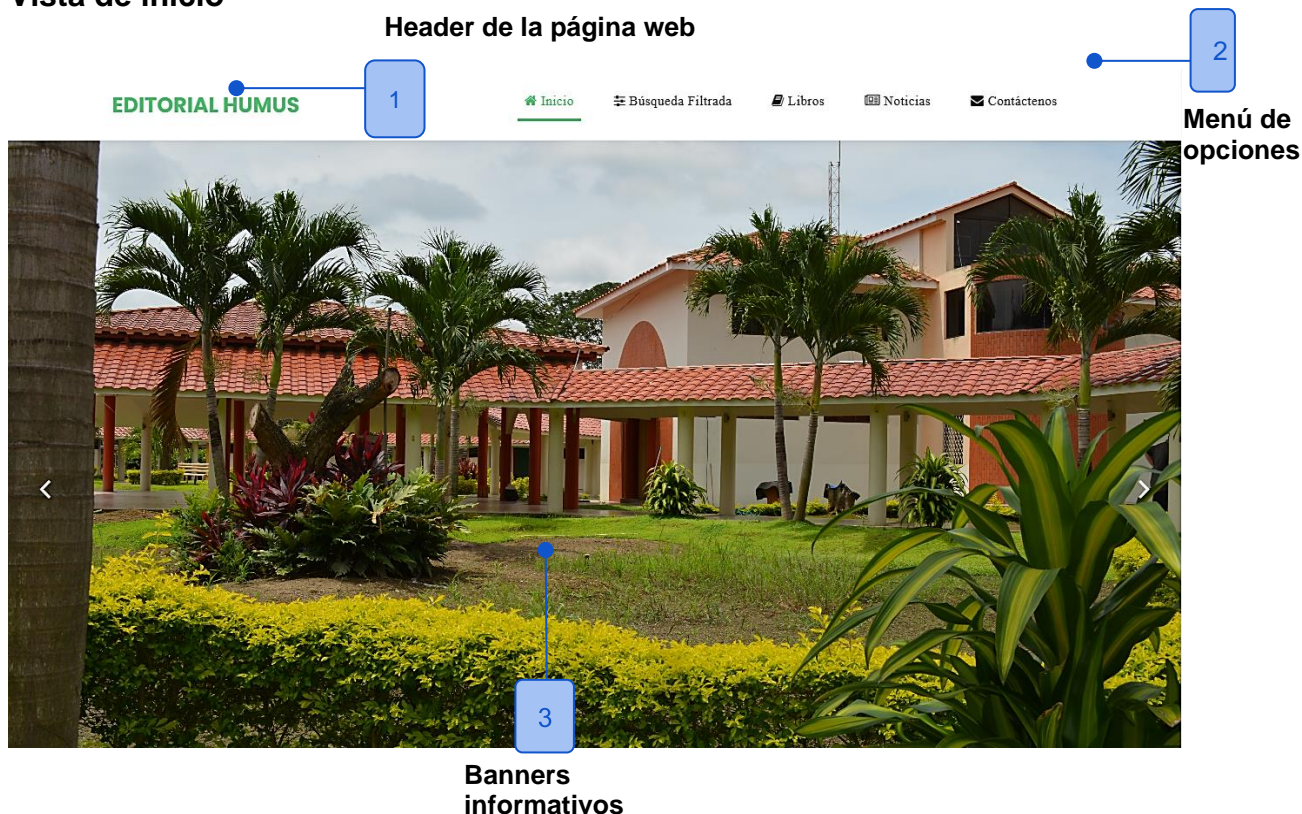 Vista de inicio
Header de la página web
2
1
EDITORIAL HUMUS
Inicio
Búsqueda Filtrada
Libros
Noticias
Contáctenos
Menú de
opciones
3
Banners
informativos